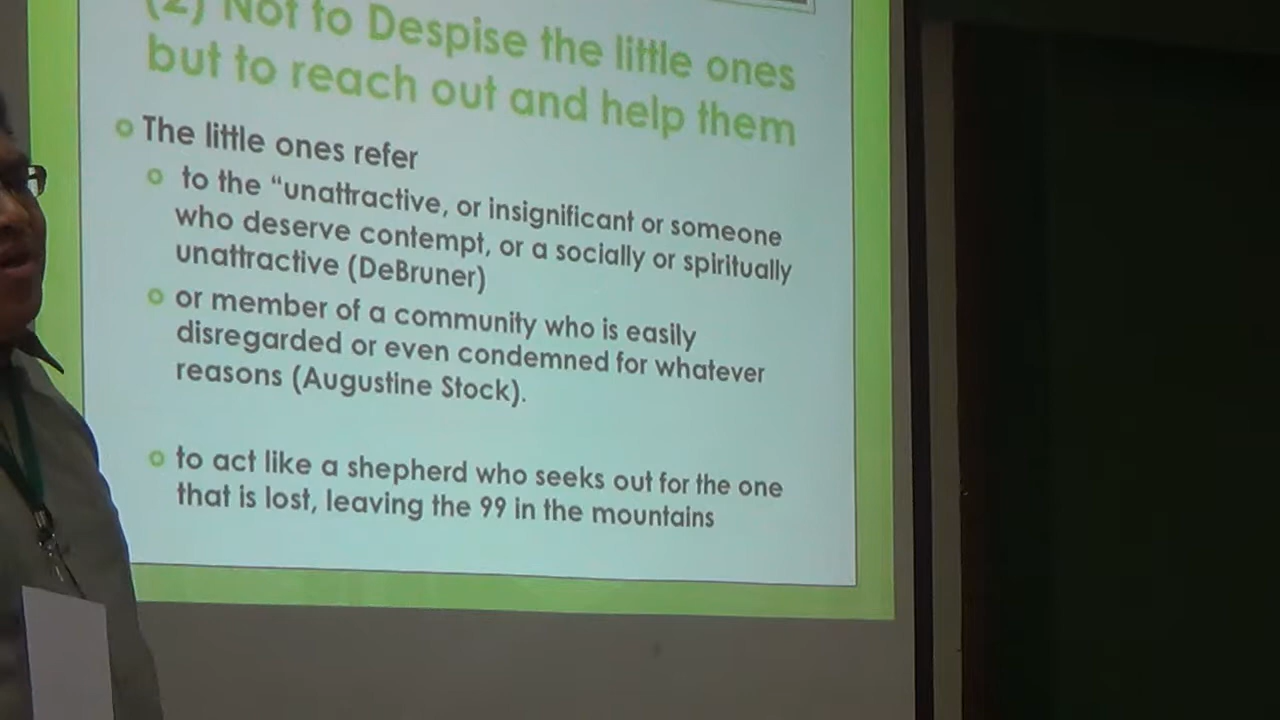 (2) Not to Despise the little ones
but to reach out and help them
The little ones refer
to the “unattractive, or insignificant or someone
who deserve contempt, or a socially or spiritually
unattractive (DeBruner)
or member of a community who is easily
disregarded or even condemned for whatever
reasons (Augustine Stock).
to act like a shepherd who seeks out for the one
that is lost, leaving the 99 in the mountains